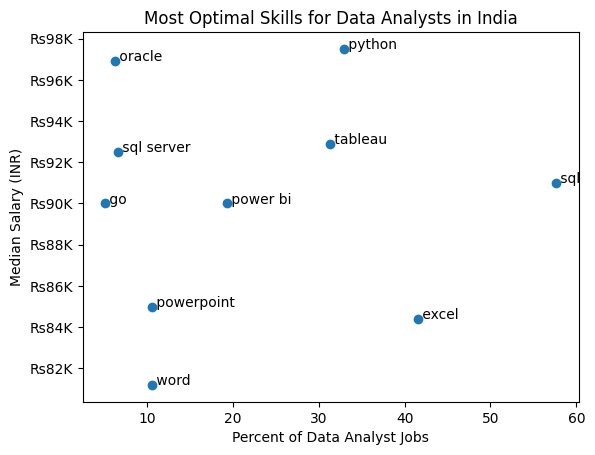 Most Optimal Skills for Data Analysts in India
Rs98K
python
oracle
Rs96K
Rs94K
tableau
sql server
Rs92K
sql
Rs90K
go
power bi
Rs88K
Rs86K
powerpoint
excel
Rs84K
Rs82K
word
Median Salary (INR)
10
20
30
40
50
60
Percent of Data Analyst Jobs